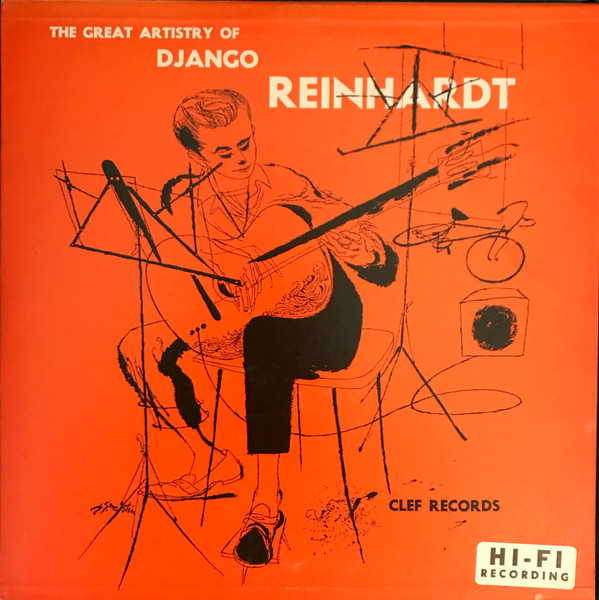 THE GREAT ARTISTRY OF
DJANGO
REINHARDT
CLEF RECORDS
HI-FI
RECORDING